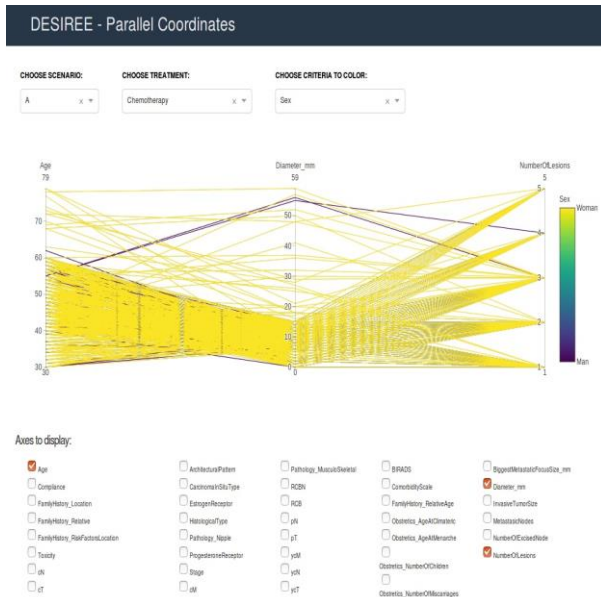 DESIREE - Parallel Coordinates
CHOOSE SCENARIO: CHOOSE TREATMENT: CHOOSE CRITERIA TO COLOR:
A x Chemotherapy x Sex x
Age Diameter_mm NumberOfLesions
79 59 5
5 Sex
Woman
70 50
4
60 40
3
50 30
20 2
40 10
Man
30 0 1
30 0 1
Axes to display:
Age ArchitecturalPattern Pathology_MusculoSkeletal BIRADS BiggestMetastaticFocusSize_mm
Compliance CarcinomaInSituType RCBN ComorbidityScale Diameter_mm
FamilyHistory_Location EstrogenReceptor RCB FamilyHistory_RelativeAge InvasiveTumorSize
FamilyHistory_Relative HistologicalType pN Obstetrics_AgeAtClimateric MetastasicNodes
FamilyHistory_RiskFactorsLocation Pathology_Nipple pT Obstetrics_AgeAtMenarche NumberOfExcisedNode
Toxicity ProgesteroneReceptor ycM NumberOfLesions
cN Stage ycN Obstetrics_NumberOfChildren
cT cM ycT
Obstetrics_NumberOfMiscarriages